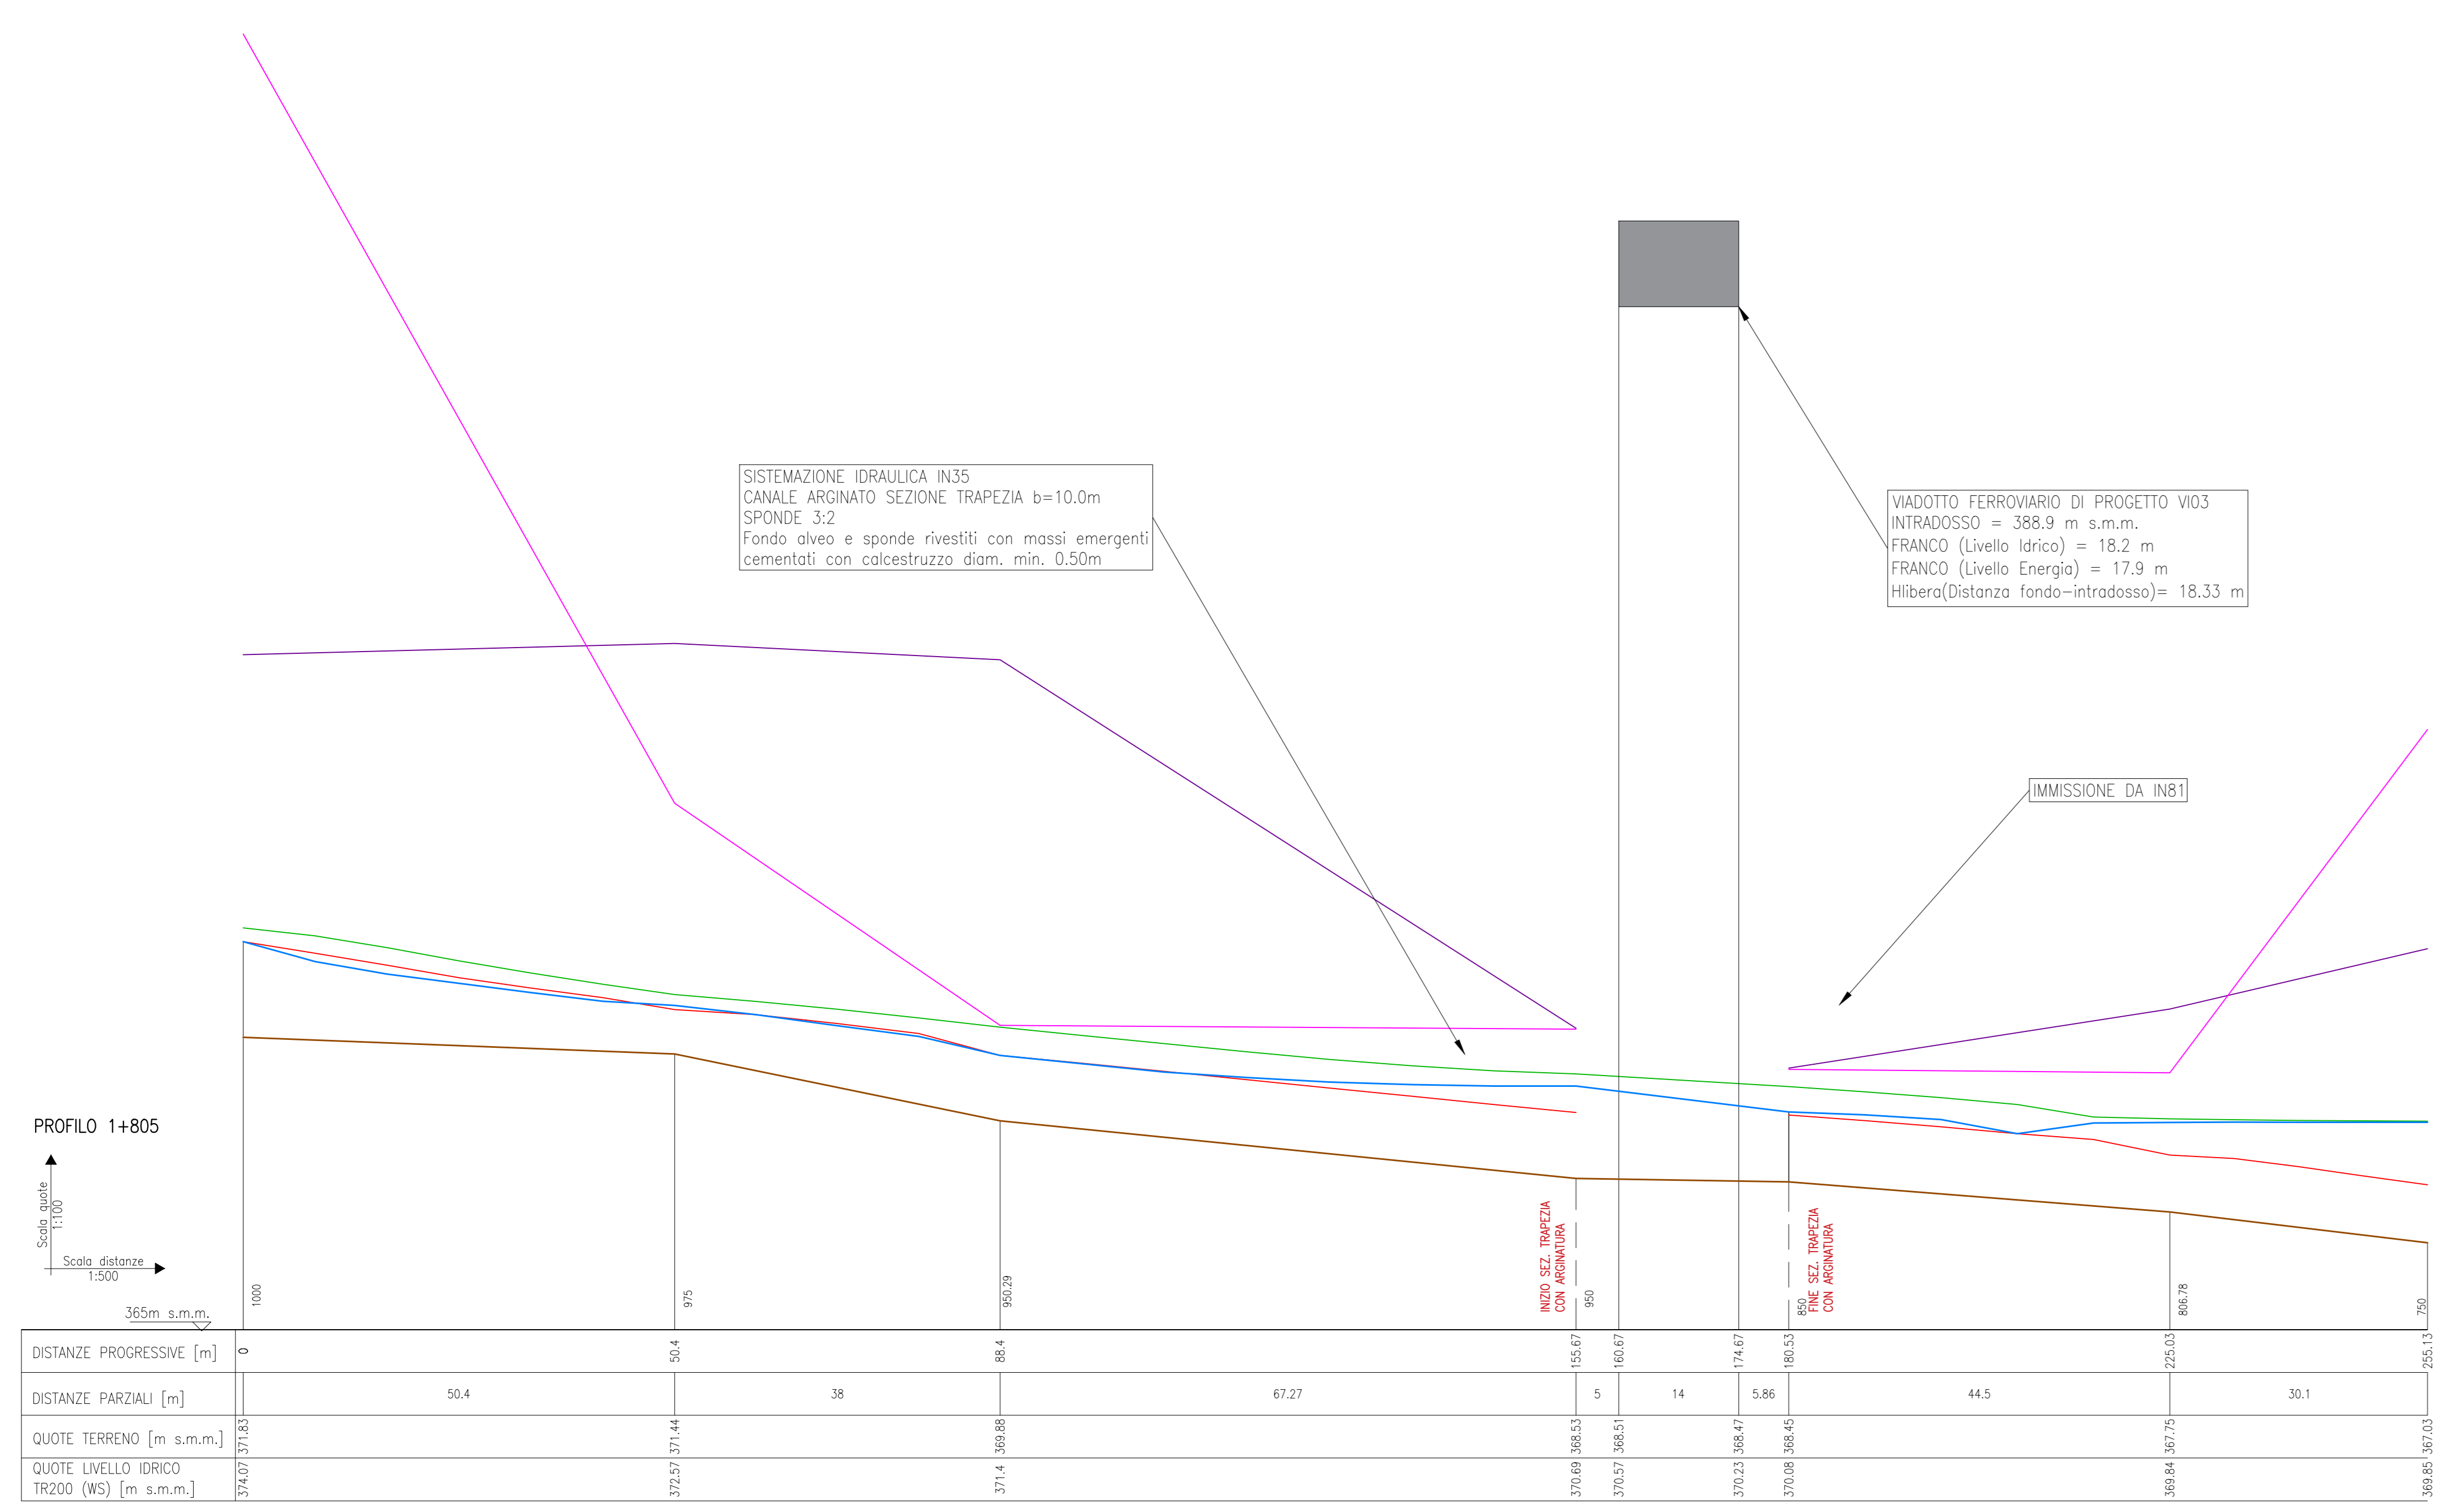 SISTEMAZIONE IDRAULICA IN35
CANALE ARGINATO SEZIONE TRAPEZIA b=10.0m
SPONDE 3:2
Fondo alveo e sponde rivestiti con massi emergenti
cementati con calcestruzzo diam. min. 0.50m
VIADOTTO FERROVIARIO DI PROGETTO VI03
INTRADOSSO = 388.9 m s.m.m.
FRANCO (Livello Idrico) = 18.2 m
FRANCO (Livello Energia) = 17.9 m
Hlibera(Distanza fondo-intradosso)= 18.33 m
IMMISSIONE DA IN81
PROFILO 1+805
Scala quote
1:100
Scala distanze
1:500
365m s.m.m.
1000
975
950.29
INIZIO SEZ. TRAPEZIA
CON ARGINATURA
950
850
FINE SEZ. TRAPEZIA
CON ARGINATURA
806.78
750
DISTANZE PROGRESSIVE [m] 0 50.4 88.4 155.67 160.67 174.67 180.53 225.03 255.13
DISTANZE PARZIALI [m] 50.4 38 67.27 5 14 5.86 44.5 30.1
QUOTE TERRENO [m s.m.m.] 371.83 371.44 369.88 368.53 368.51 368.47 368.45 367.75 367.03
QUOTE LIVELLO IDRICO
TR200 (WS) [m s.m.m.] 374.07 372.57 371.4 370.69 370.57 370.23 370.08 369.84 369.85